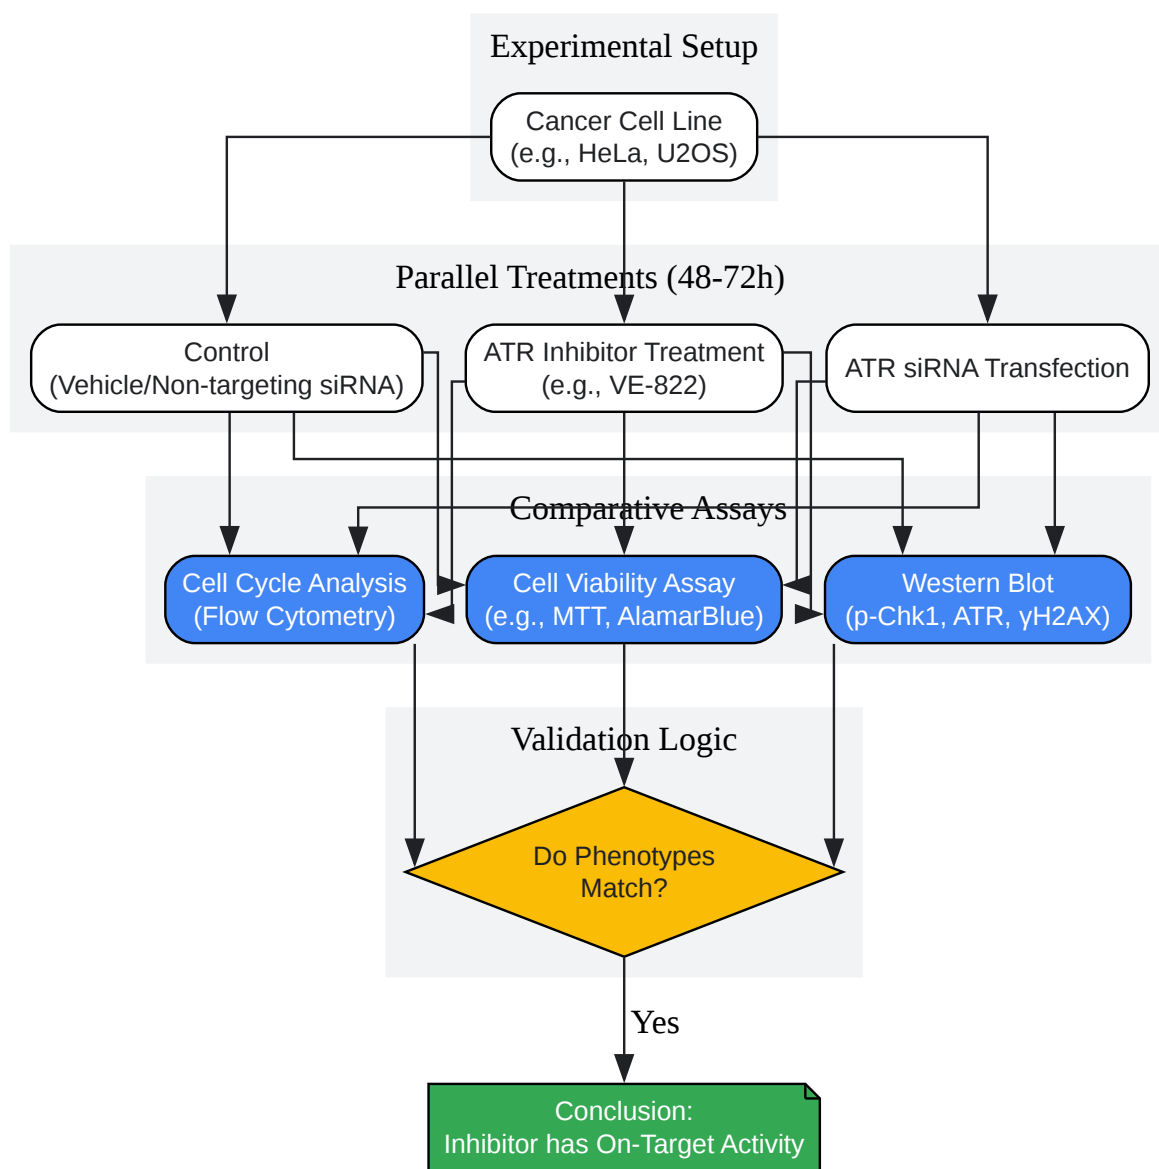 Experimental Setup
Cancer Cell Line
(e.g., HeLa, U2OS)
Parallel Treatments (48-72h)
Control
(Vehicle/Non-targeting siRNA)
ATR Inhibitor Treatment
(e.g., VE-822)
ATR siRNA Transfection
Comparative Assays
Cell Cycle Analysis
(Flow Cytometry)
Cell Viability Assay
(e.g., MTT, AlamarBlue)
Western Blot
(p-Chk1, ATR, γH2AX)
Validation Logic
Do Phenotypes
Match?
Yes
Conclusion:
Inhibitor has On-Target Activity